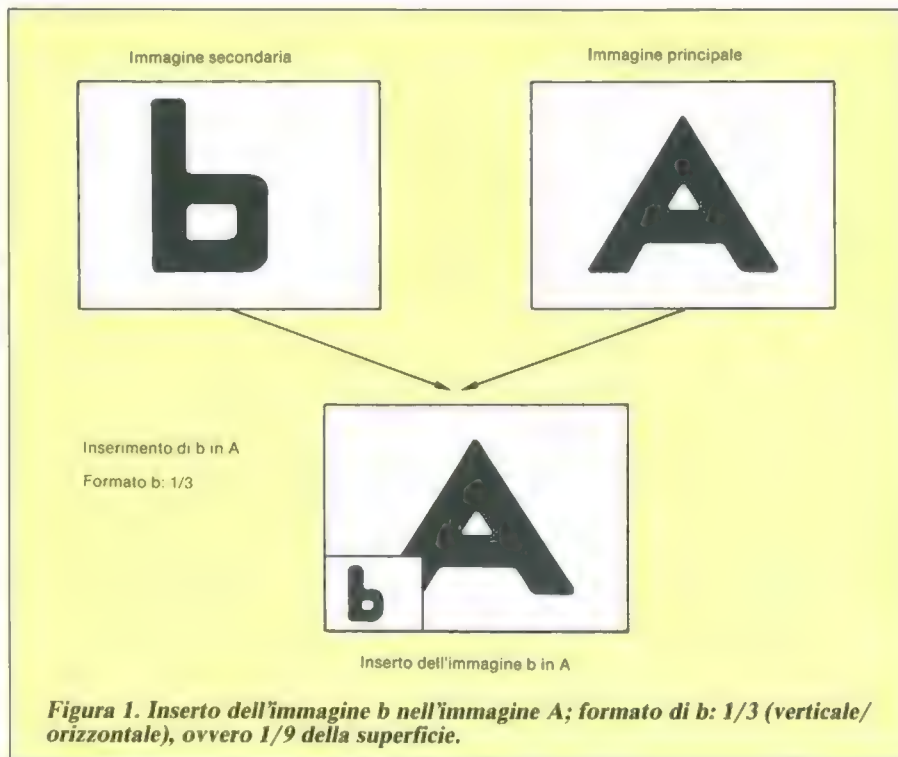 Immagine secondaria
Immagine principale
b
A
Inserimento di b in A
Formato b: 1/3
A
b
Inserto dell'immagine b in A
Figura 1. Inserto dell'immagine b nell'immagine A; formato di b: 1/3 (verticale/
orizzontale), ovvero 1/9 della superficie.